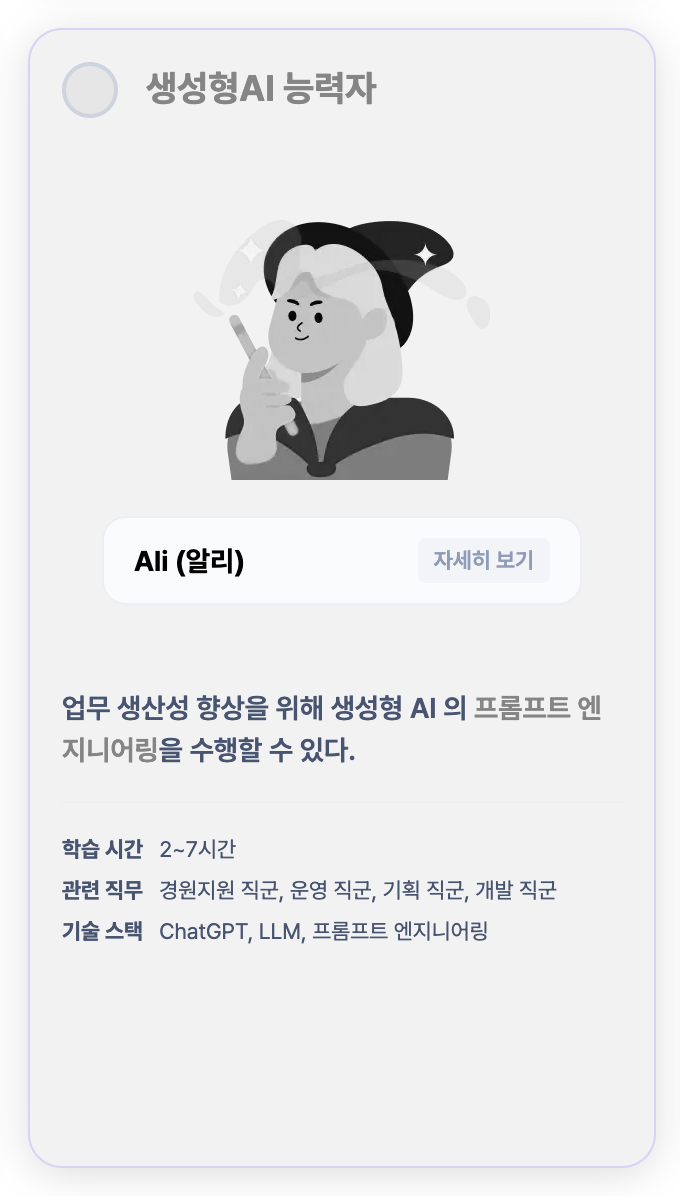 생성형AI 능력자
Ali (알리)
자세히 보기
업무 생산성 향상을 위해 생성형 AI 의 프롬프트 엔
지니어링을 수행할 수 있다.
학습 시간 2~7시간
관련 직무 경원지원 직군, 운영 직군, 기획 직군, 개발 직군
기술 스택 ChatGPT, LLM, 프롬프트 엔지니어링